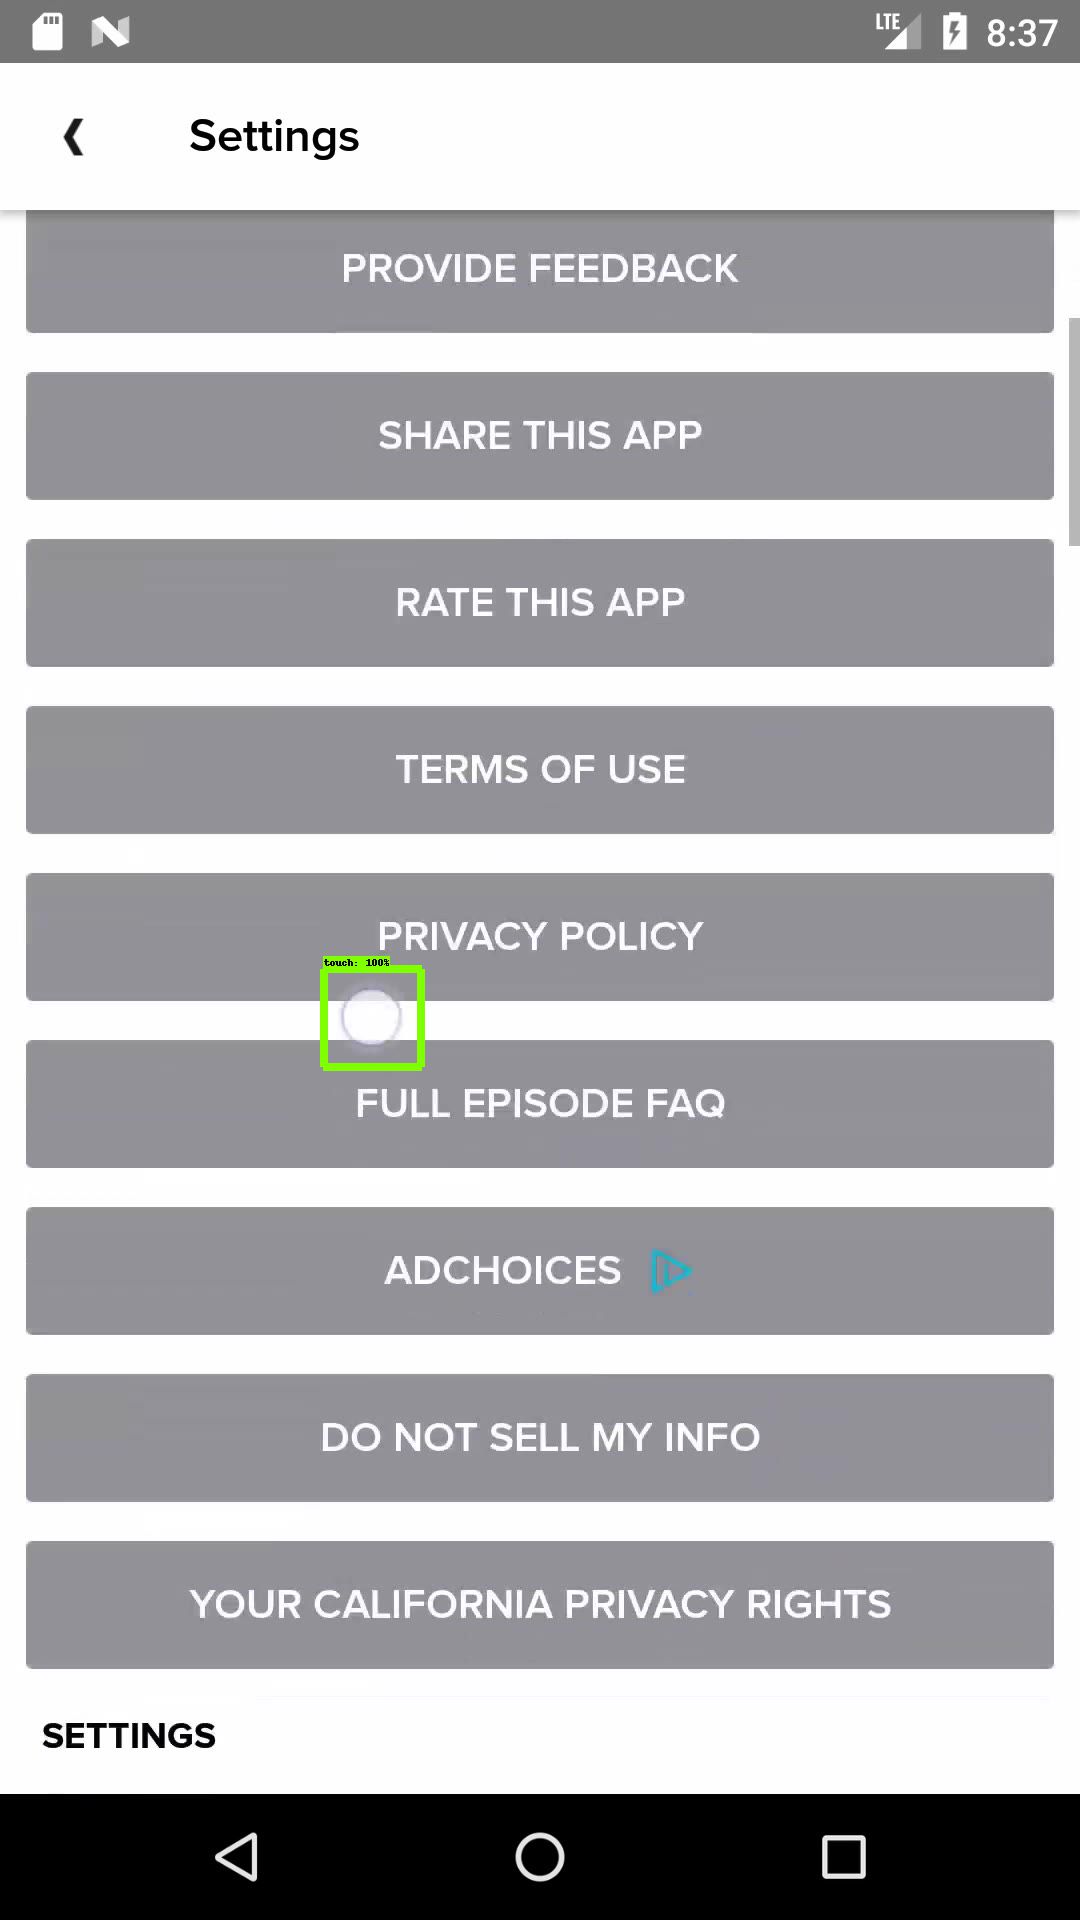 LTE 8:37
Settings
PROVIDE FEEDBACK
SHARE THIS APP
RATE THIS APP
TERMS OF USE
PRIVACY POLICY
touch: 100%
FULL EPISODE FAQ
ADCHOICES
DO NOT SELL MY INFO
YOUR CALIFORNIA PRIVACY RIGHTS
SETTINGS